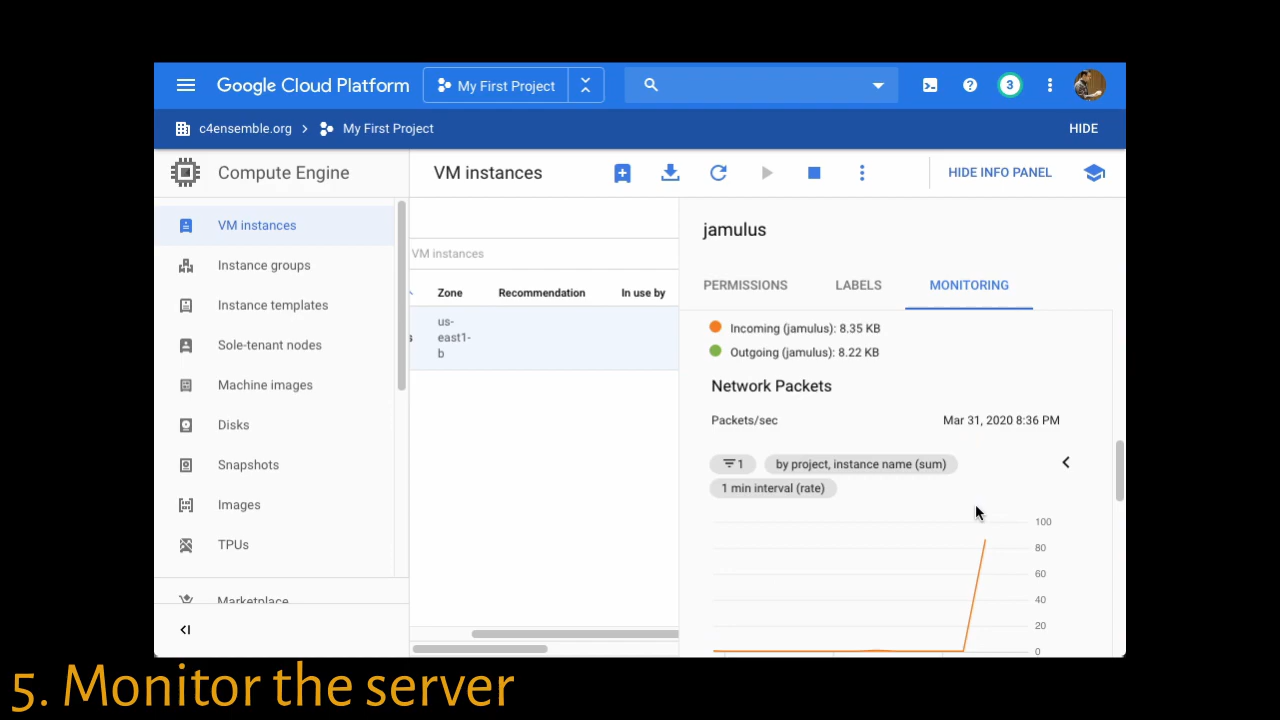 Google Cloud Platform
My First Project
3
c4ensemble.org
My First Project
HIDE
Compute Engine
VM instances
HIDE INFO PANEL
VM instances
Instance groups
Instance templates
Sole-tenant nodes
Machine images
Disks
Snapshots
Images
TPUs
Marketplace
VM instances
Zone
Recommendation
In use by
s
us-
east1-
b
jamulus
PERMISSIONS
LABELS
MONITORING
Incoming (jamulus): 8.35 KB
Outgoing (jamulus): 8.22 KB
Network Packets
Packets/sec
Mar 31, 2020 8:36 PM
1
by project, instance name (sum)
1 min interval (rate)
100
80
60
40
20
0
5. Monitor the server